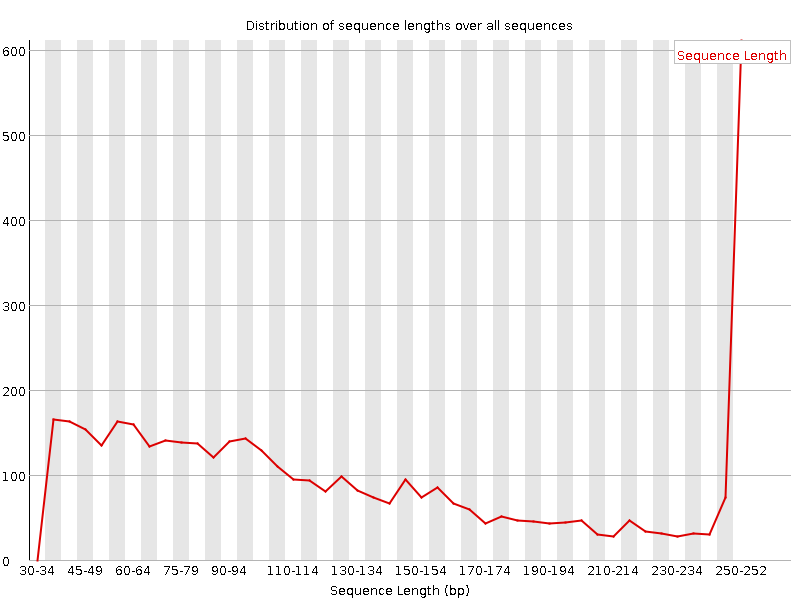 Distribution of sequence lengths over all sequences
Sequence Length
600
500
400
300
200
100
0
30-34 45-49 60-64 75-79 90-94 110-114 130-134 150-154 170-174 190-194 210-214 230-234 250-252
Sequence Length (bp)